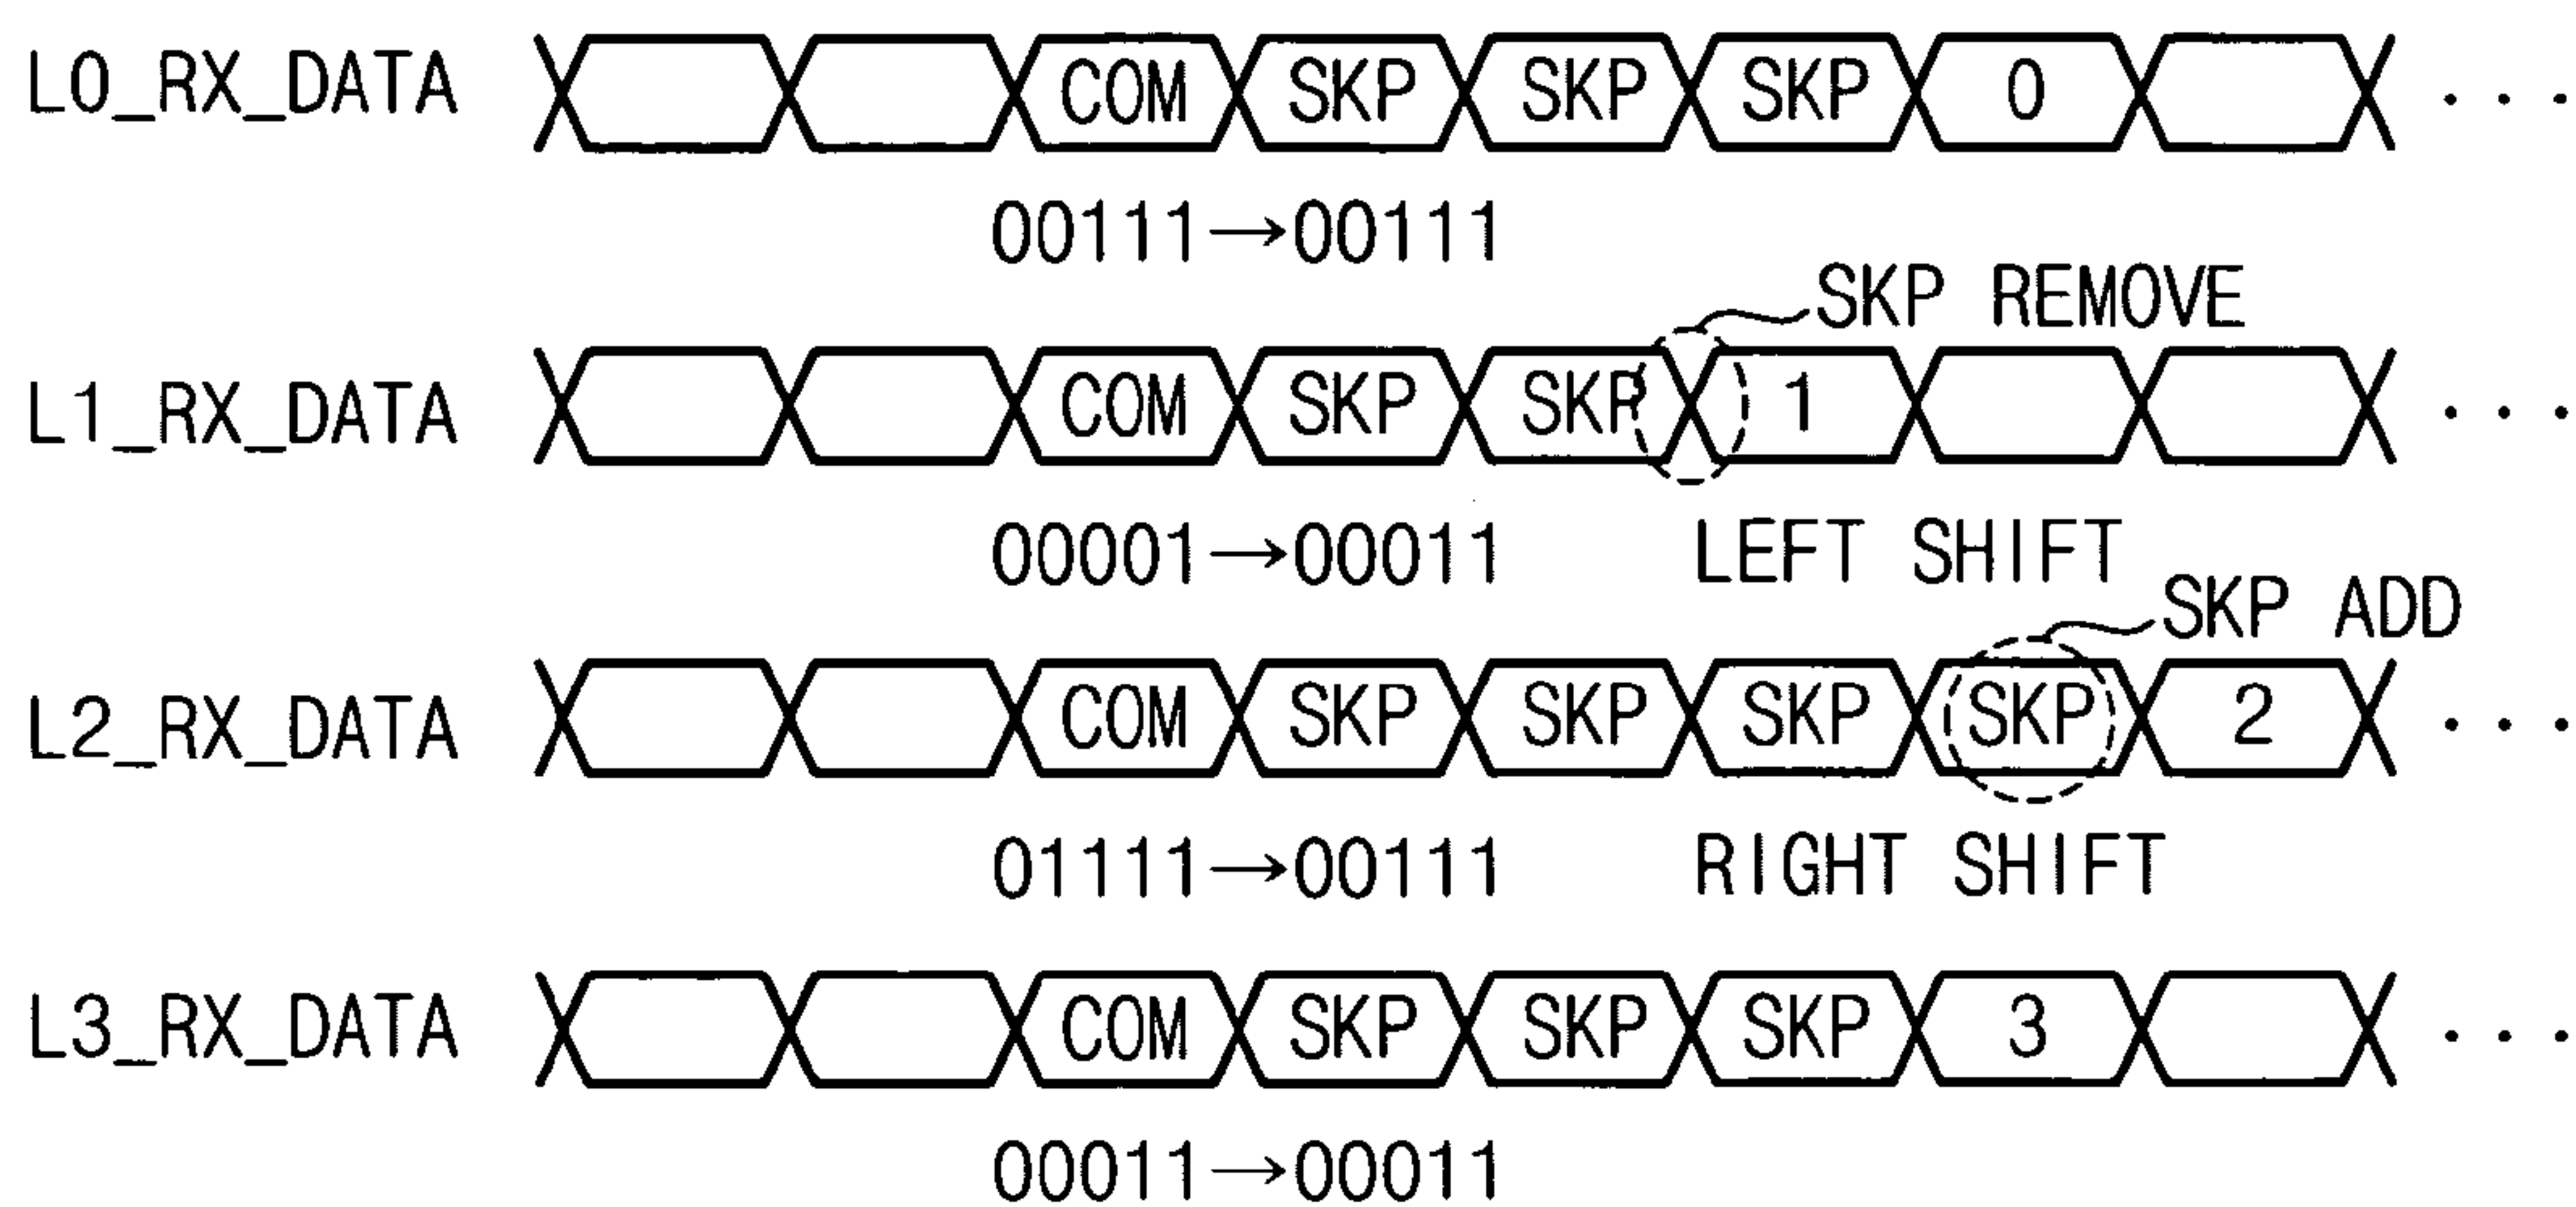 L0_RX_DATA COM SKP SKP SKP 0 ...
00111→00111
SKP REMOVE
L1_RX_DATA COM SKP SKP 1 ...
00001→00011 LEFT SHIFT
SKP ADD
L2_RX_DATA COM SKP SKP SKP SKP 2 ...
01111→00111 RIGHT SHIFT
L3_RX_DATA COM SKP SKP SKP 3 ...
00011→00011